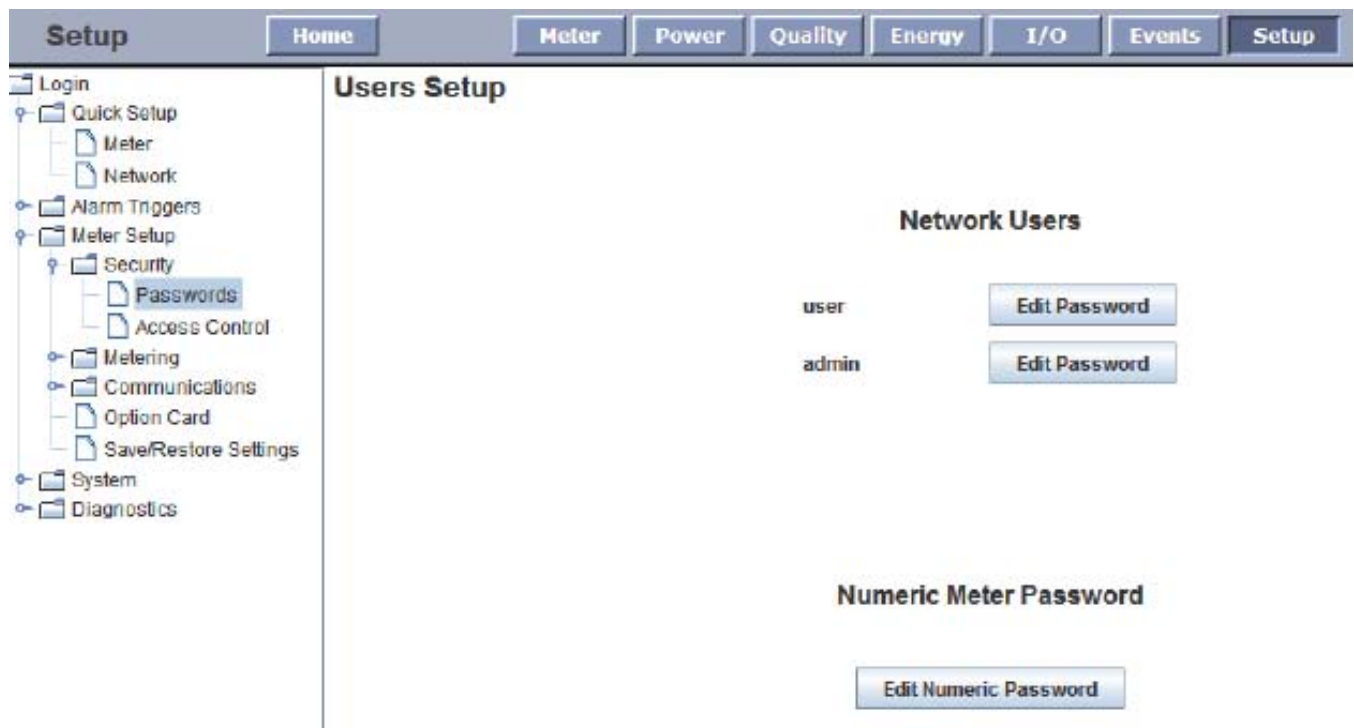 Setup Home Meter Power Quality Energy I/O Events Setup
Login
Quick Setup
Meter
Network
Alarm Triggers
Meter Setup
Security
Passwords
Access Control
Metering
Communications
Option Card
Save/Restore Settings
System
Diagnostics
Users Setup
Network Users
user Edit Password
admin Edit Password
Numeric Meter Password
Edit Numeric Password